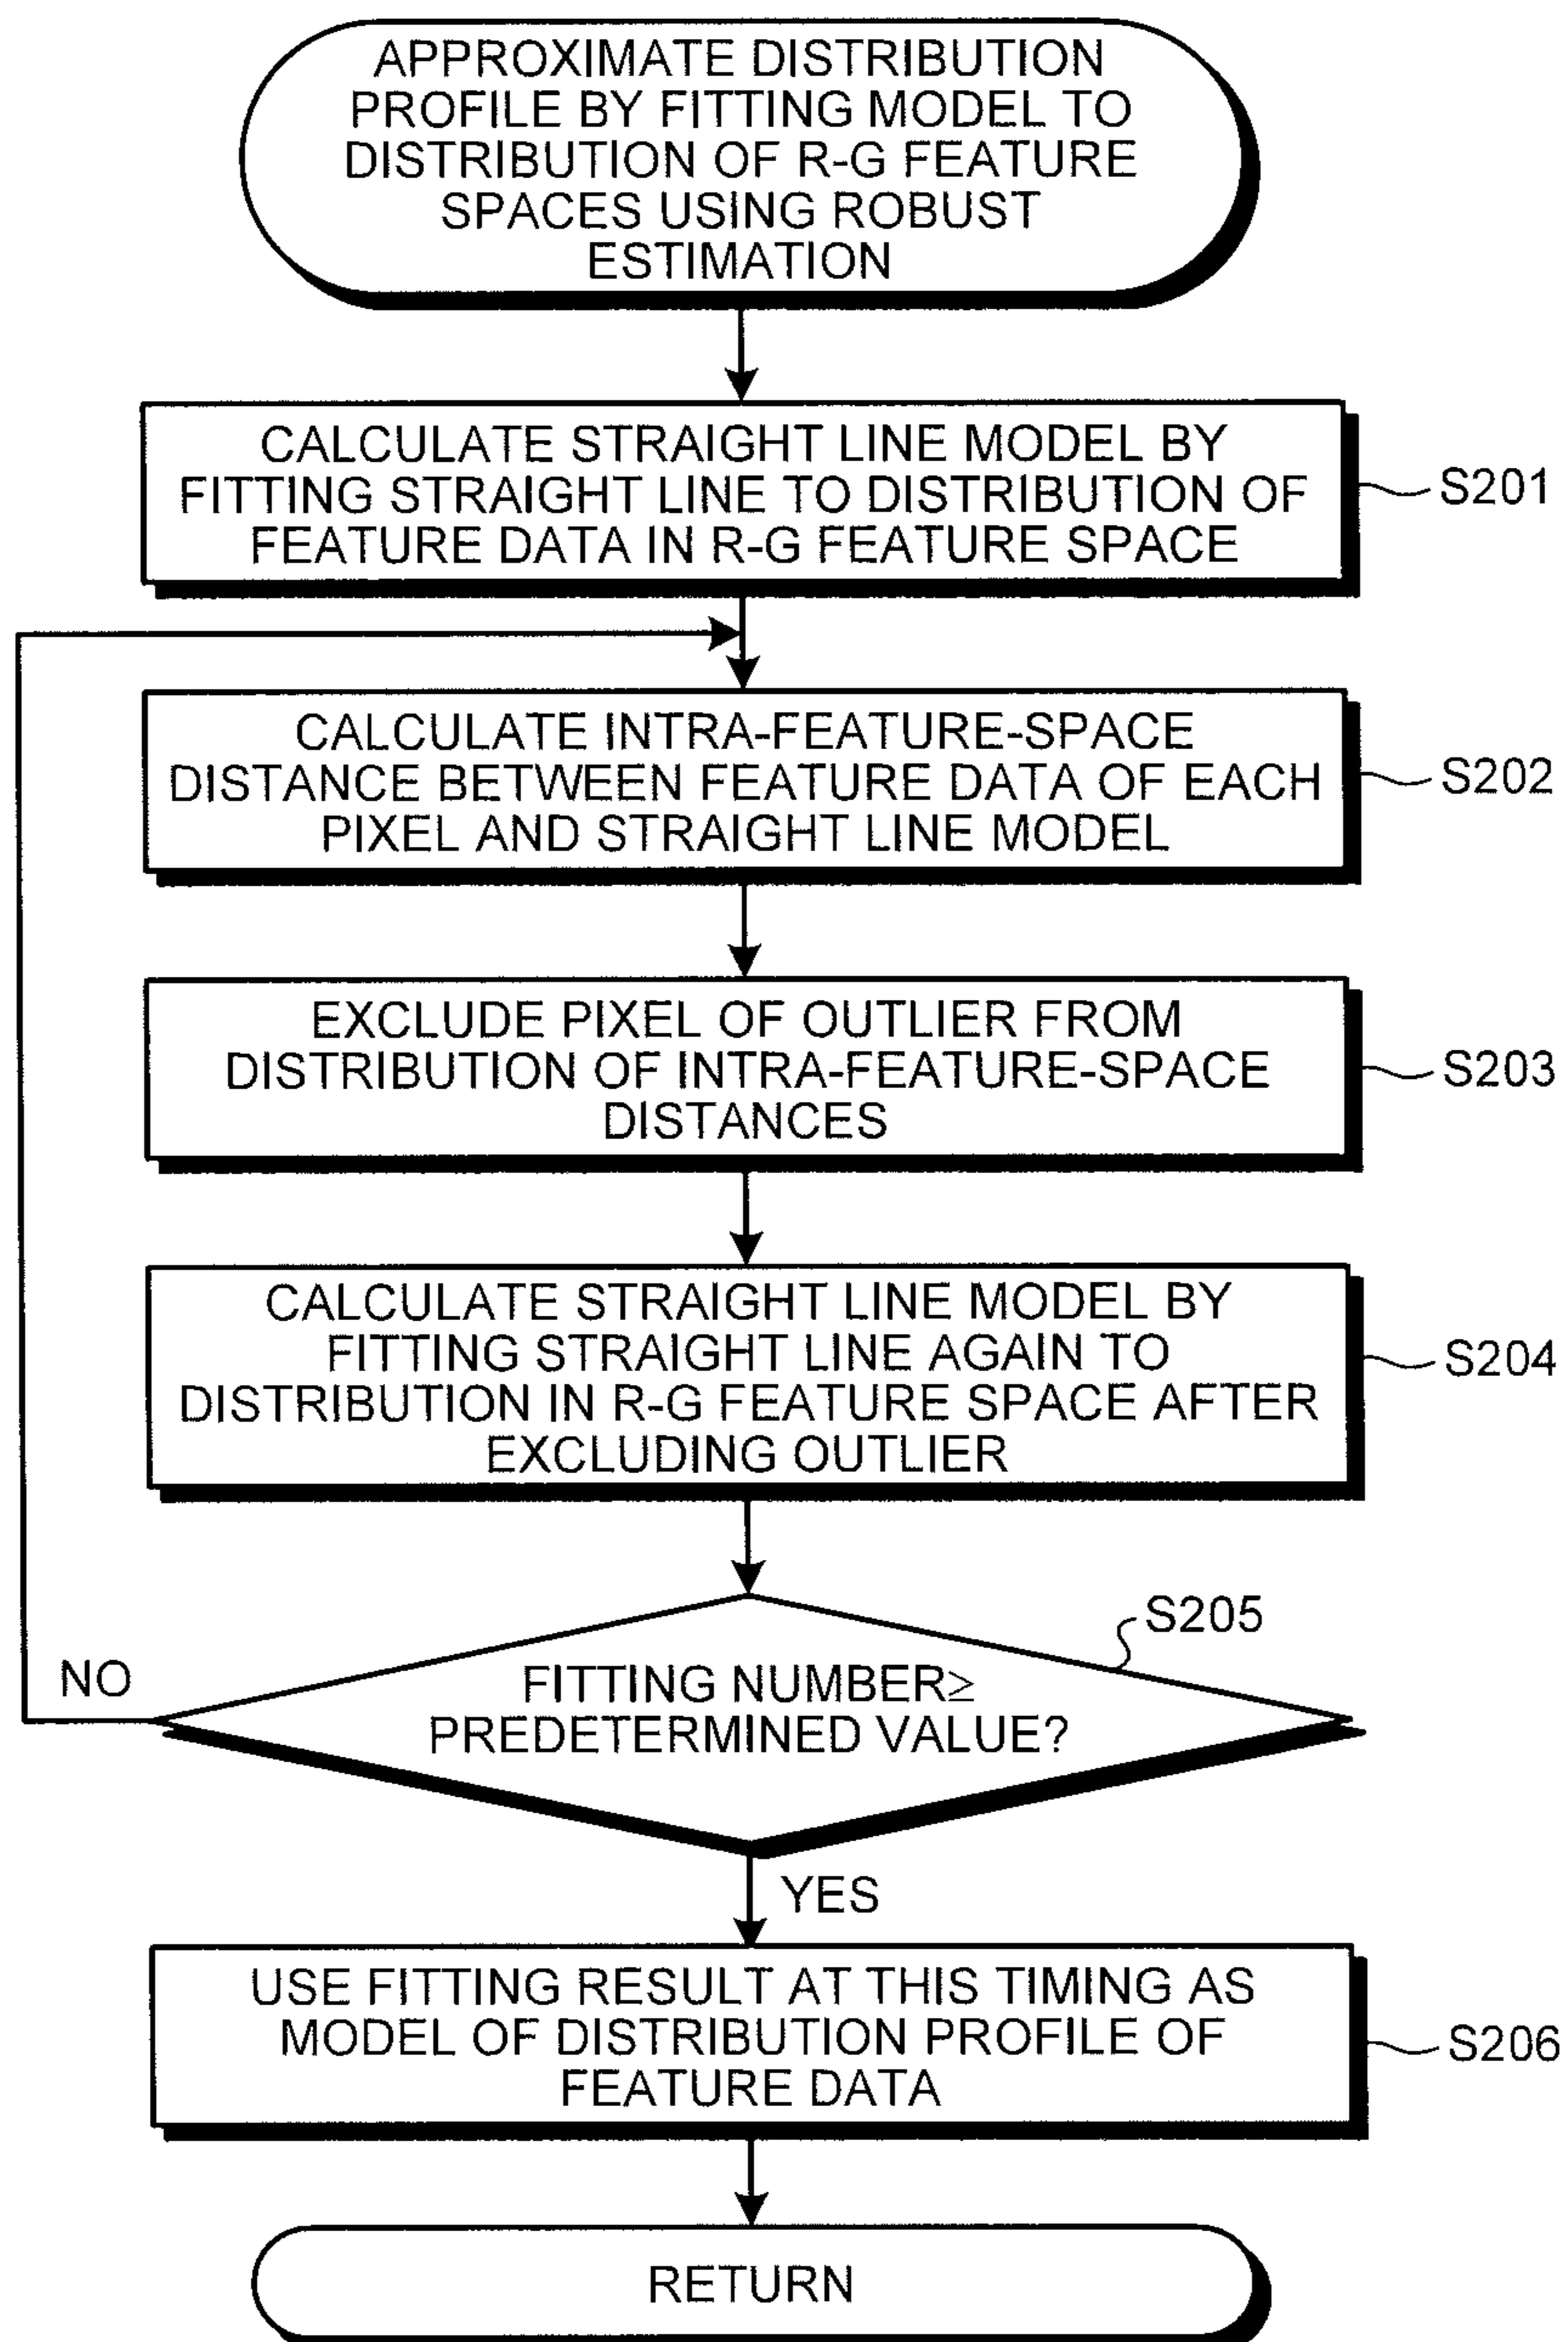 APPROXIMATE DISTRIBUTION
PROFILE BY FITTING MODEL TO
DISTRIBUTION OF R-G FEATURE
SPACES USING ROBUST
ESTIMATION
CALCULATE STRAIGHT LINE MODEL BY
FITTING STRAIGHT LINE TO DISTRIBUTION OF
FEATURE DATA IN R-G FEATURE SPACE
S201
CALCULATE INTRA-FEATURE-SPACE
DISTANCE BETWEEN FEATURE DATA OF EACH
PIXEL AND STRAIGHT LINE MODEL
S202
EXCLUDE PIXEL OF OUTLIER FROM
DISTRIBUTION OF INTRA-FEATURE-SPACE
DISTANCES
S203
CALCULATE STRAIGHT LINE MODEL BY
FITTING STRAIGHT LINE AGAIN TO
DISTRIBUTION IN R-G FEATURE SPACE AFTER
EXCLUDING OUTLIER
S204
S205
NO
FITTING NUMBER≥
PREDETERMINED VALUE?
YES
USE FITTING RESULT AT THIS TIMING AS
MODEL OF DISTRIBUTION PROFILE OF
FEATURE DATA
S206
RETURN